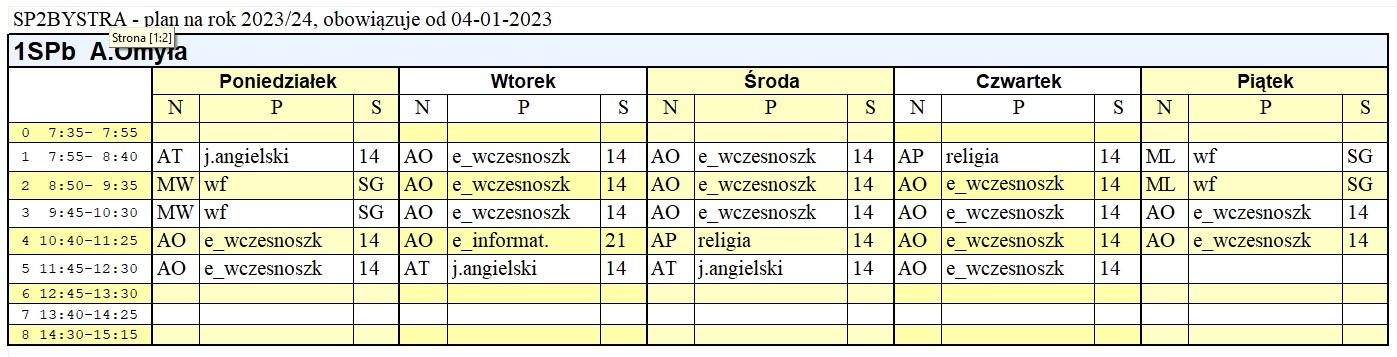 SP2BYSTRA - plan na rok 2023/24, obowiązuje od 04-01-2023
Strona [1:2]
1SPb A.Omyła
Poniedziałek Wtorek Środa Czwartek Piątek
N P S N P S N P S N P S N P S
0 7:35- 7:55
1 7:55- 8:40 AT j.angielski 14 AO e_wczesnoszk 14 AO e_wczesnoszk 14 AP religia 14 ML wf SG
2 8:50- 9:35 MW wf SG AO e_wczesnoszk 14 AO e_wczesnoszk 14 AO e_wczesnoszk 14 ML wf SG
3 9:45-10:30 MW wf SG AO e_wczesnoszk 14 AO e_wczesnoszk 14 AO e_wczesnoszk 14 AO e_wczesnoszk 14
4 10:40-11:25 AO e_wczesnoszk 14 AO e_informat. 21 AP religia 14 AO e_wczesnoszk 14 AO e_wczesnoszk 14
5 11:45-12:30 AO e_wczesnoszk 14 AT j.angielski 14 AT j.angielski 14 AO e_wczesnoszk 14
6 12:45-13:30
7 13:40-14:25
8 14:30-15:15